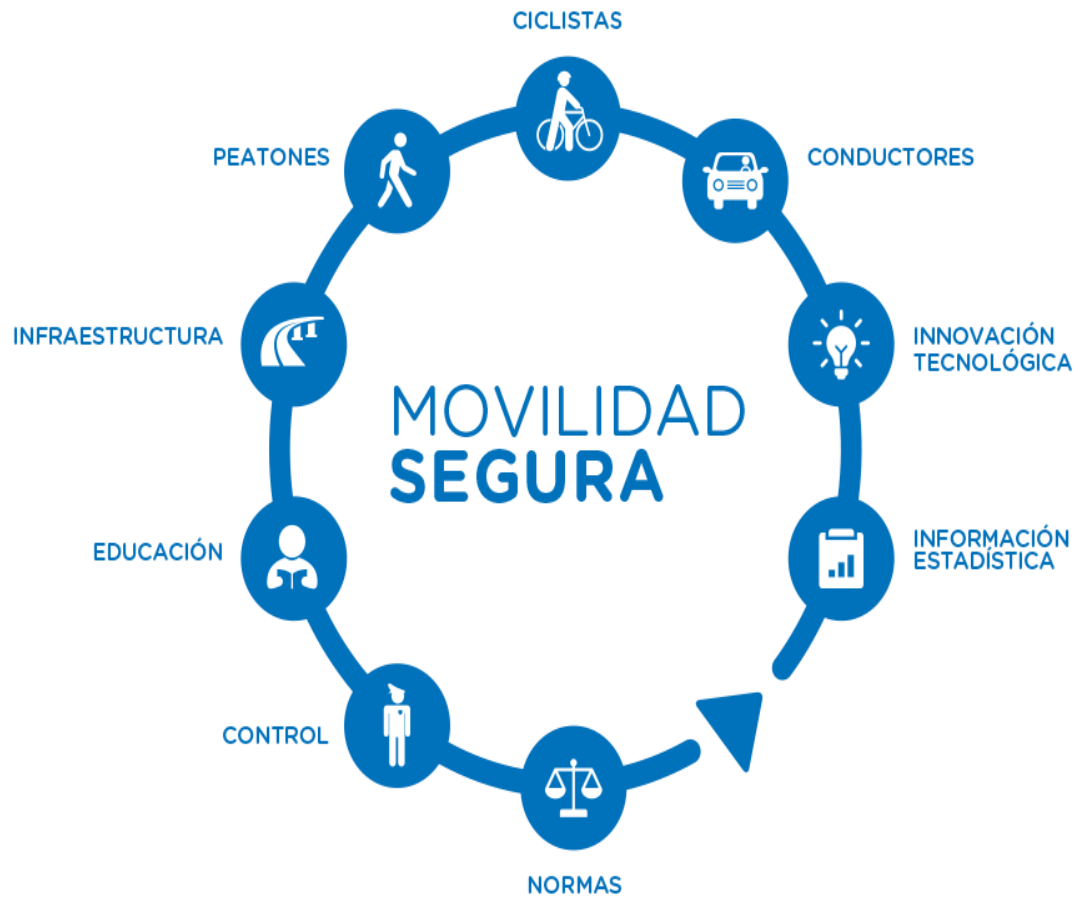 CICLISTAS
PEATONES
CONDUCTORES
INFRAESTRUCTURA
INNOVACIÓN
TECNOLÓGICA
MOVILIDAD
SEGURA
EDUCACIÓN
INFORMACIÓN
ESTADÍSTICA
CONTROL
NORMAS